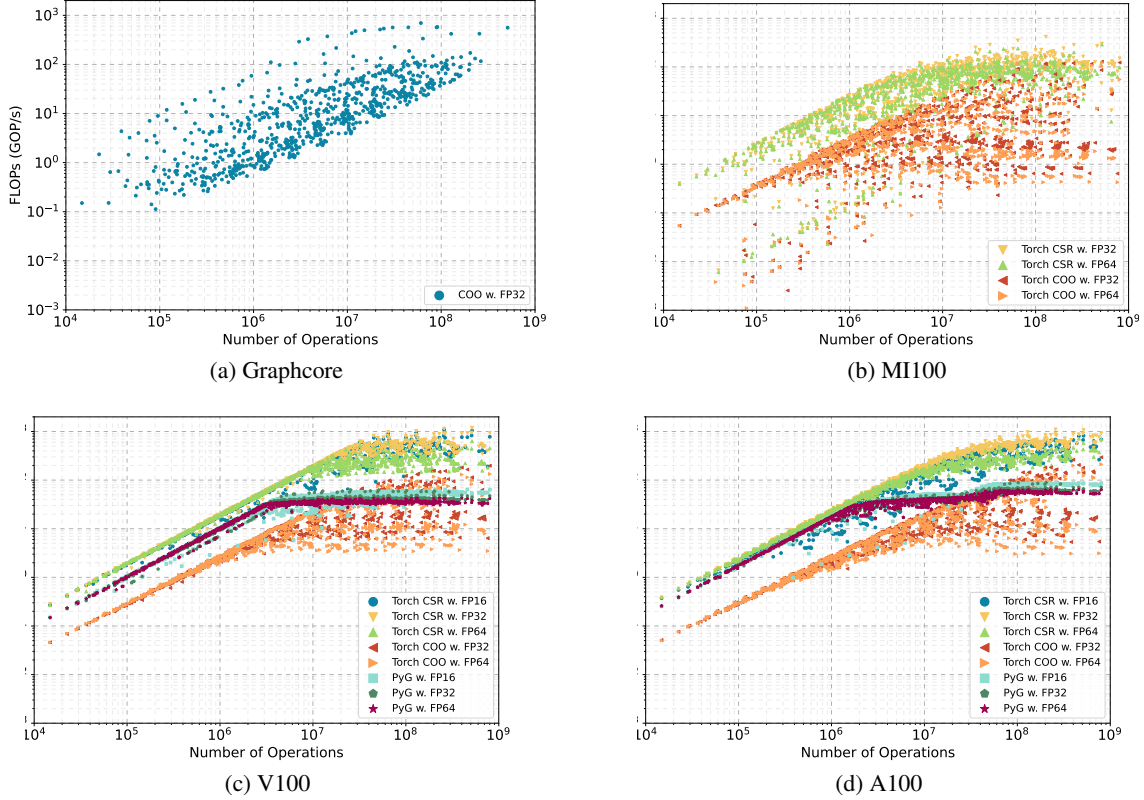 10³
10²
10¹
10⁰
10⁻¹
10⁻²
10⁻³
FLOPs (GOP/s)
COO w. FP32
10⁴ 10⁵ 10⁶ 10⁷ 10⁸ 10⁹
Number of Operations
(a) Graphcore
Torch CSR w. FP32
Torch CSR w. FP64
Torch COO w. FP32
Torch COO w. FP64
10⁴ 10⁵ 10⁶ 10⁷ 10⁸ 10⁹
Number of Operations
(b) MI100
Torch CSR w. FP16
Torch CSR w. FP32
Torch CSR w. FP64
Torch COO w. FP32
Torch COO w. FP64
PyG w. FP16
PyG w. FP32
PyG w. FP64
10⁴ 10⁵ 10⁶ 10⁷ 10⁸ 10⁹
Number of Operations
(c) V100
Torch CSR w. FP16
Torch CSR w. FP32
Torch CSR w. FP64
Torch COO w. FP32
Torch COO w. FP64
PyG w. FP16
PyG w. FP32
PyG w. FP64
10⁴ 10⁵ 10⁶ 10⁷ 10⁸ 10⁹
Number of Operations
(d) A100